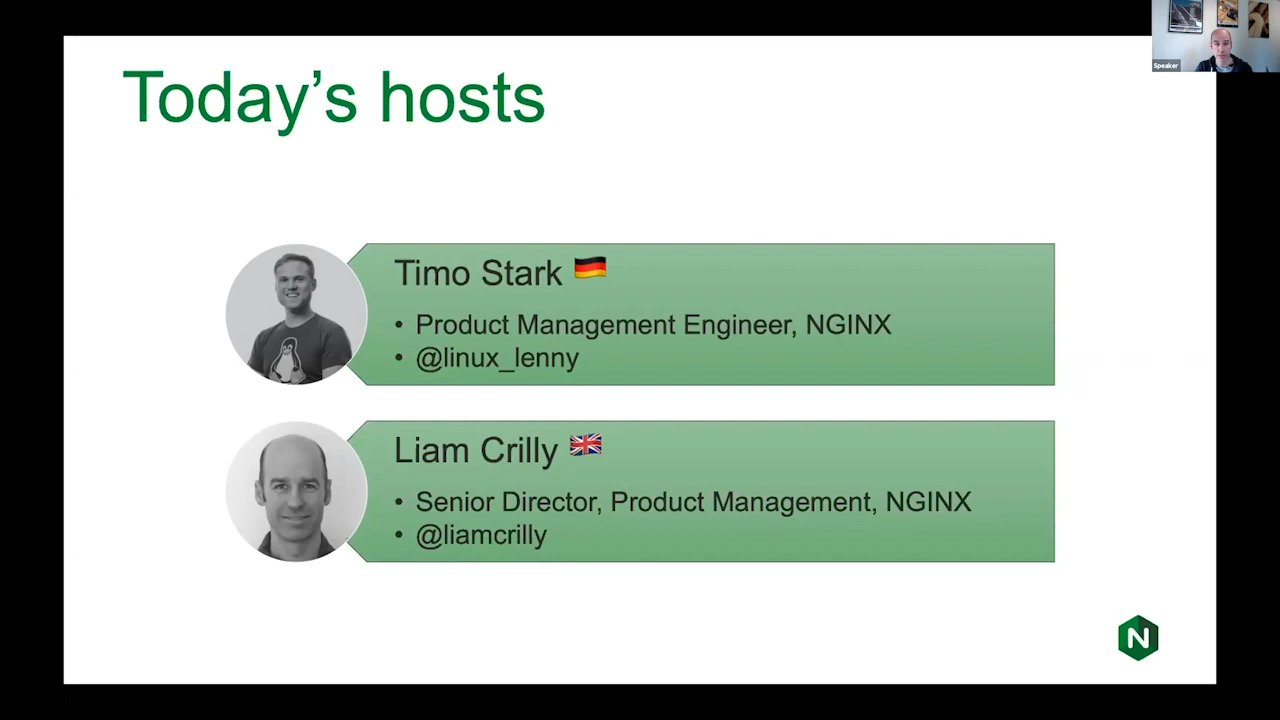 Speaker
Today’s hosts
Timo Stark 🇩🇪
• Product Management Engineer, NGINX
• @linux_lenny
Liam Crilly 🇬🇧
• Senior Director, Product Management, NGINX
• @liamcrilly
N